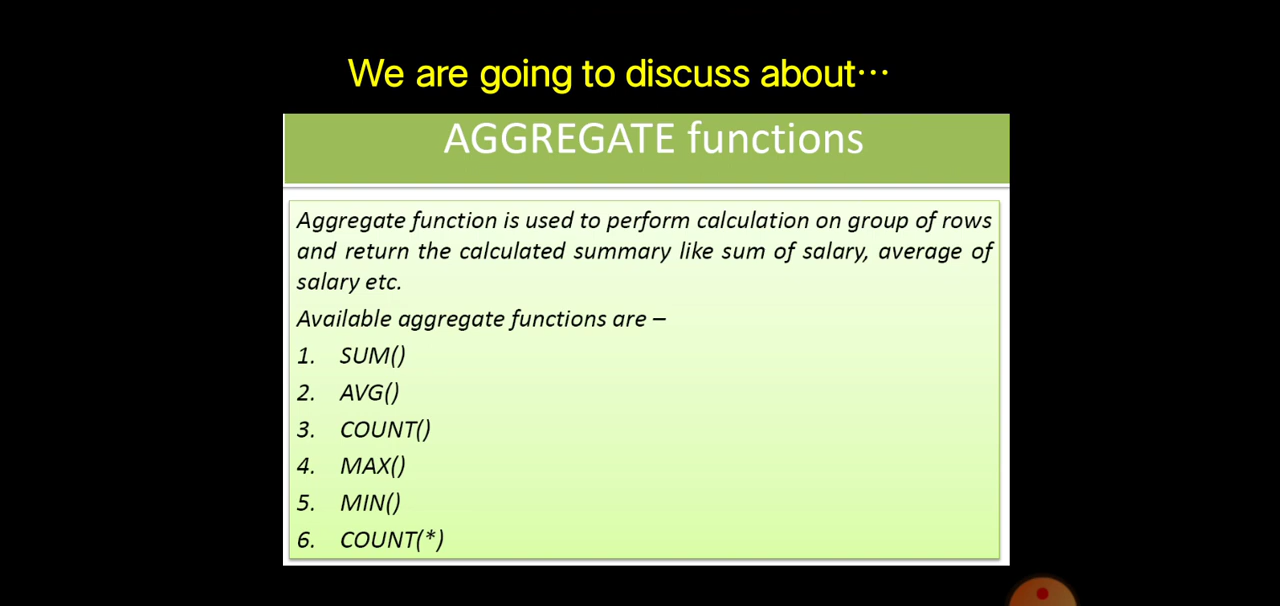 We are going to discuss about···
AGGREGATE functions
Aggregate function is used to perform calculation on group of rows
and return the calculated summary like sum of salary, average of
salary etc.
Available aggregate functions are –
1. SUM()
2. AVG()
3. COUNT()
4. MAX()
5. MIN()
6. COUNT(*)